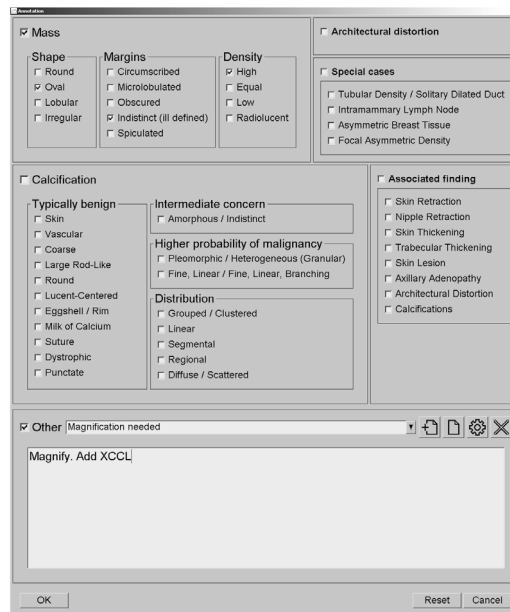 Annotation
Mass
Shape
Round
Oval
Lobular
Irregular
Margins
Circumscribed
Microlobulated
Obscured
Indistinct (ill defined)
Spiculated
Density
High
Equal
Low
Radiolucent
Architectural distortion
Special cases
Tubular Density / Solitary Dilated Duct
Intramammary Lymph Node
Asymmetric Breast Tissue
Focal Asymmetric Density
Calcification
Typically benign
Skin
Vascular
Coarse
Large Rod-Like
Round
Lucent-Centered
Eggshell / Rim
Milk of Calcium
Suture
Dystrophic
Punctate
Intermediate concern
Amorphous / Indistinct
Higher probability of malignancy
Pleomorphic / Heterogeneous (Granular)
Fine, Linear / Fine, Linear, Branching
Distribution
Grouped / Clustered
Linear
Segmental
Regional
Diffuse / Scattered
Associated finding
Skin Retraction
Nipple Retraction
Skin Thickening
Trabecular Thickening
Skin Lesion
Axillary Adenopathy
Architectural Distortion
Calcifications
Other Magnification needed
Magnify. Add XCCL
OK Reset Cancel